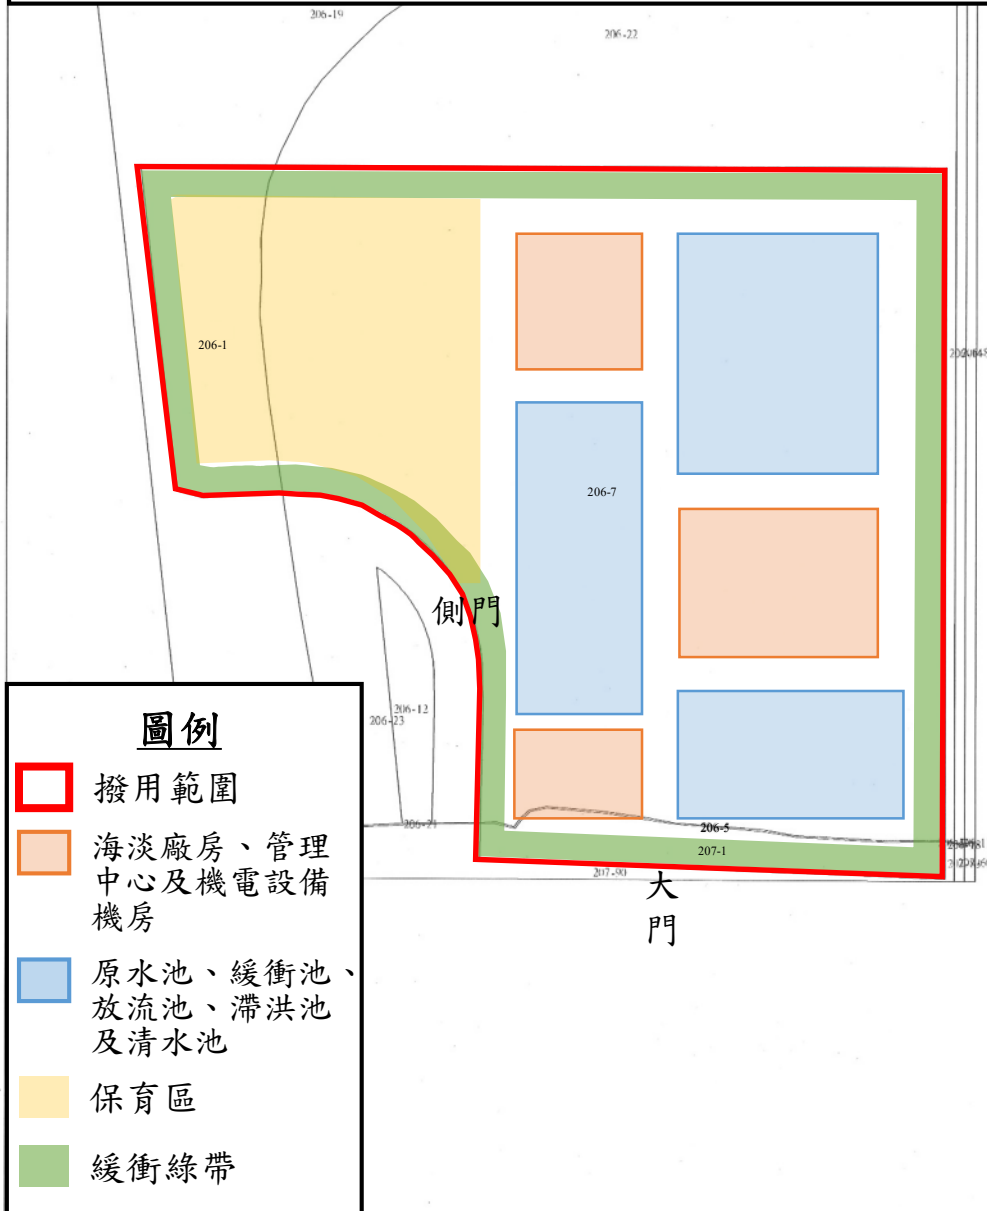 206-19
206-22
206-1
206-7
側門
206-12
206-23
206-21
206-5
207-1
207-90
大
門
圖例
撥用範圍
海淡廠房、管理
中心及機電設備
機房
原水池、緩衝池、
放流池、滯洪池
及清水池
保育區
緩衝綠帶